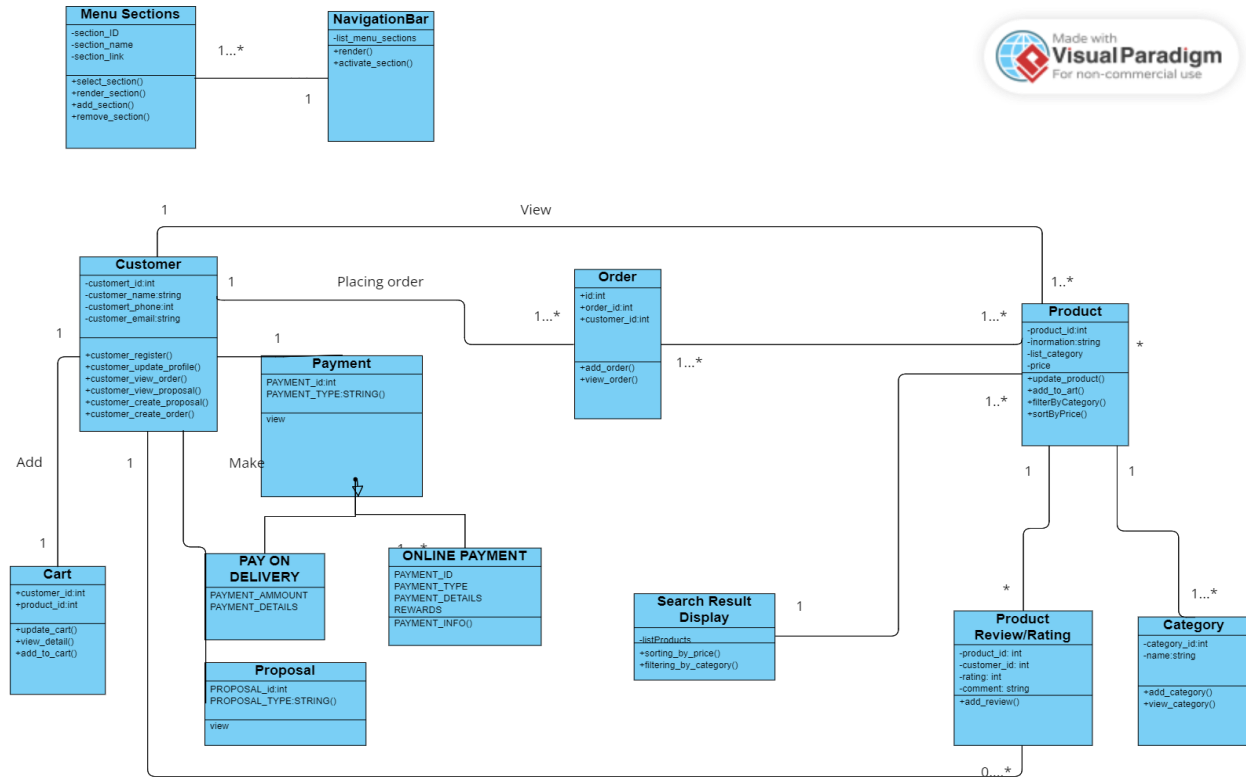 Menu Sections
-section_ID
-section_name
-section_link
+select_section()
+render_section()
+add_section()
+remove_section()
1...*
1
NavigationBar
-list_menu_sections
+render()
+activate_section()
Made with
VisualParadigm
For non-commercial use
1
View
1..*
Customer
-customert_id:int
-customer_name:string
-customert_phone:int
-customer_email:string
+customer_register()
+customer_update_profile()
+customer_view_order()
+customer_view_proposal()
+customer_create_proposal()
+customer_create_order()
1
Placing order
1...*
Order
+id:int
+order_id:int
+customer_id:int
+add_order()
+view_order()
1...*
1...*
Product
-product_id:int
-inormation:string
-list_category
-price
+update_product()
+add_to_art()
+filterByCategory()
+sortByPrice()
*
1..*
1
1
1
1
Payment
PAYMENT_id:int
PAYMENT_TYPE:STRING()
view
Add
1
Make
1
Cart
+customer_id:int
+product_id:int
+update_cart()
+view_detail()
+add_to_cart()
PAY ON
DELIVERY
PAYMENT_AMMOUNT
PAYMENT_DETAILS
1...*
ONLINE PAYMENT
PAYMENT_ID
PAYMENT_TYPE
PAYMENT_DETAILS
REWARDS
PAYMENT_INFO()
Proposal
PROPOSAL_id:int
PROPOSAL_TYPE:STRING()
view
Search Result
Display
-listProducts
+sorting_by_price()
+filtering_by_category()
1
*
Product
Review/Rating
-product_id: int
-customer_id: int
-rating: int
-comment: string
+add_review()
1...*
Category
-category_id:int
-name:string
+add_category()
+view_category()
0....*